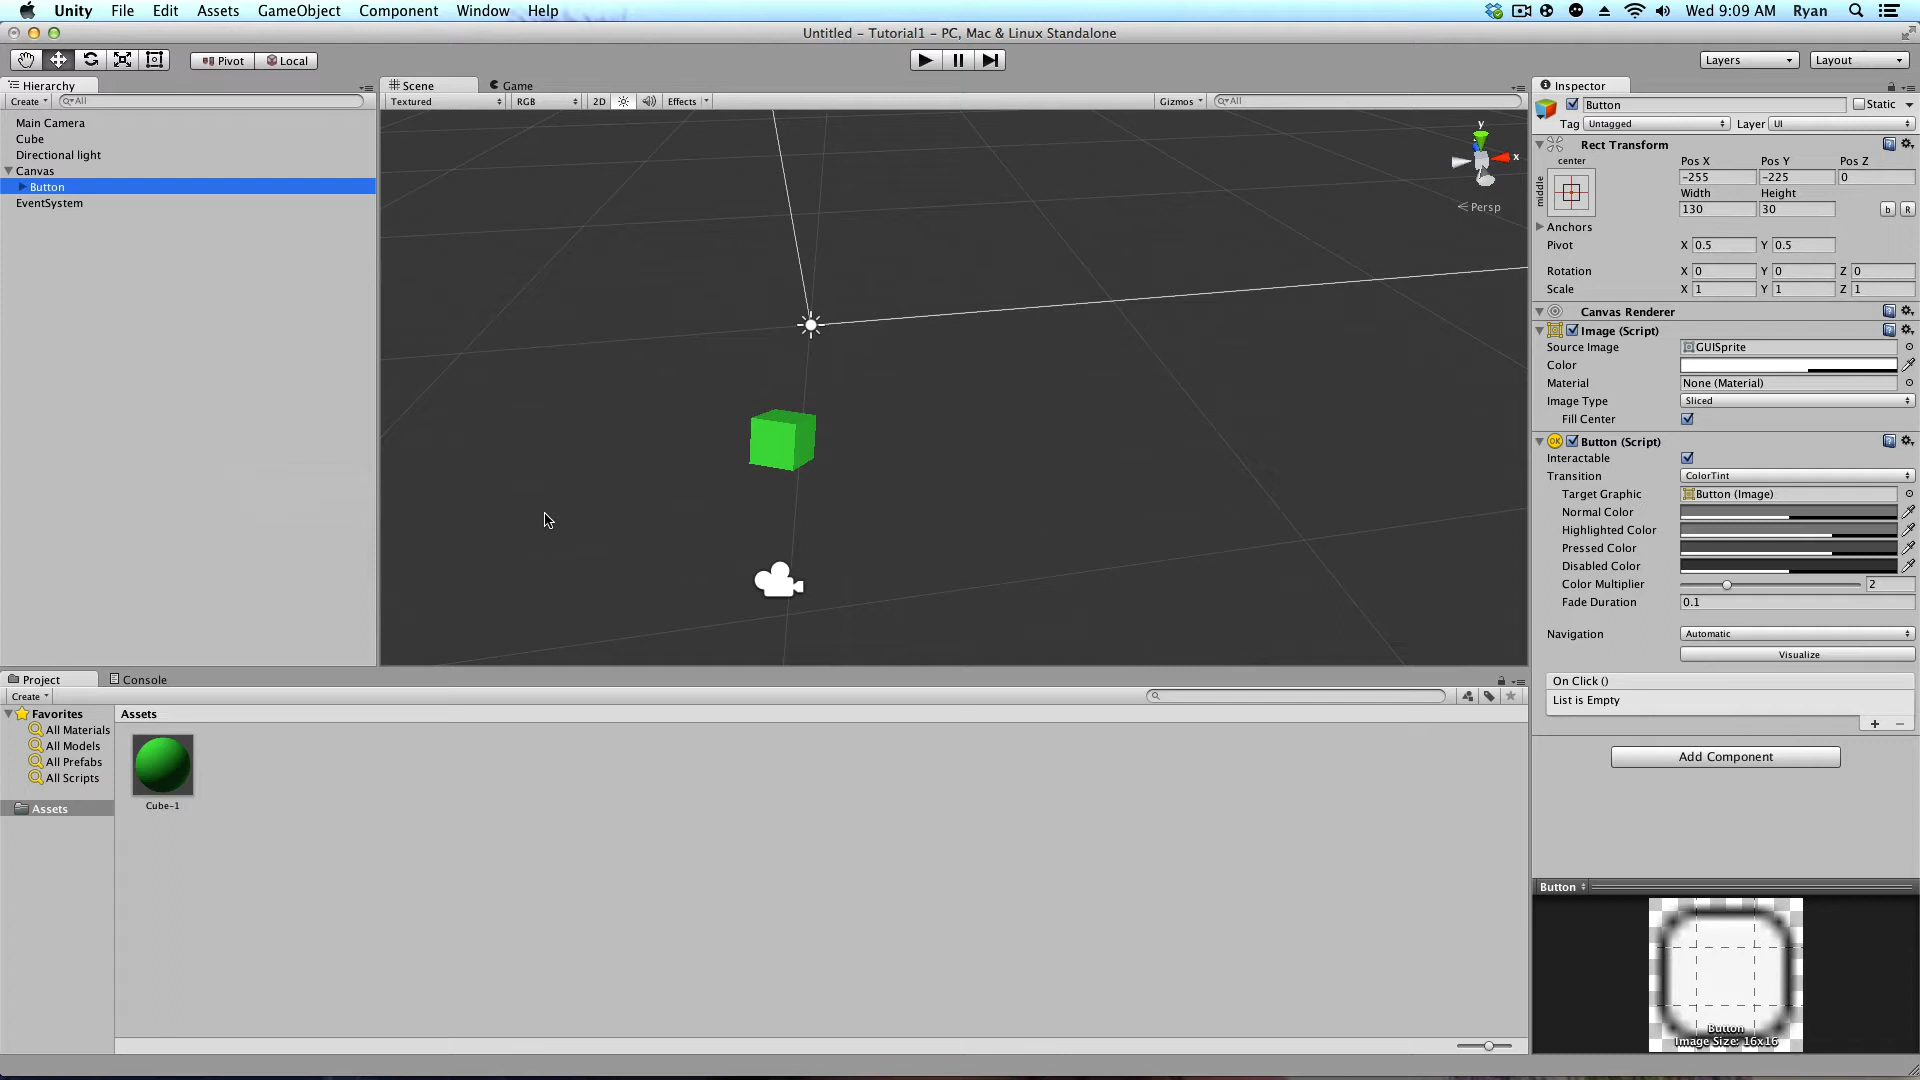 Unity File Edit Assets GameObject Component Window Help Wed 9:09 AM Ryan
Untitled - Tutorial1 - PC, Mac & Linux Standalone
Pivot Local Layers Layout
Hierarchy
Create All
Main Camera
Cube
Directional light
Canvas
Button
EventSystem
Scene Game
Textured RGB 2D Effects Gizmos All
y
x
Persp
Inspector
Button Static
Tag Untagged Layer UI
Rect Transform
center Pos X Pos Y Pos Z
middle -255 -225 0
Width Height
130 30 b R
Anchors
Pivot X 0.5 Y 0.5
Rotation X 0 Y 0 Z 0
Scale X 1 Y 1 Z 1
Canvas Renderer
Image (Script)
Source Image GUISprite
Color
Material None (Material)
Image Type Sliced
Fill Center
OK Button (Script)
Interactable
Transition ColorTint
Target Graphic Button (Image)
Normal Color
Highlighted Color
Pressed Color
Disabled Color
Color Multiplier 2
Fade Duration 0.1
Navigation Automatic
Visualize
On Click ()
List is Empty
+ -
Add Component
Button
Button
Image Size: 16x16
Project Console
Create
Favorites
All Materials
All Models
All Prefabs
All Scripts
Assets
Assets
Cube-1